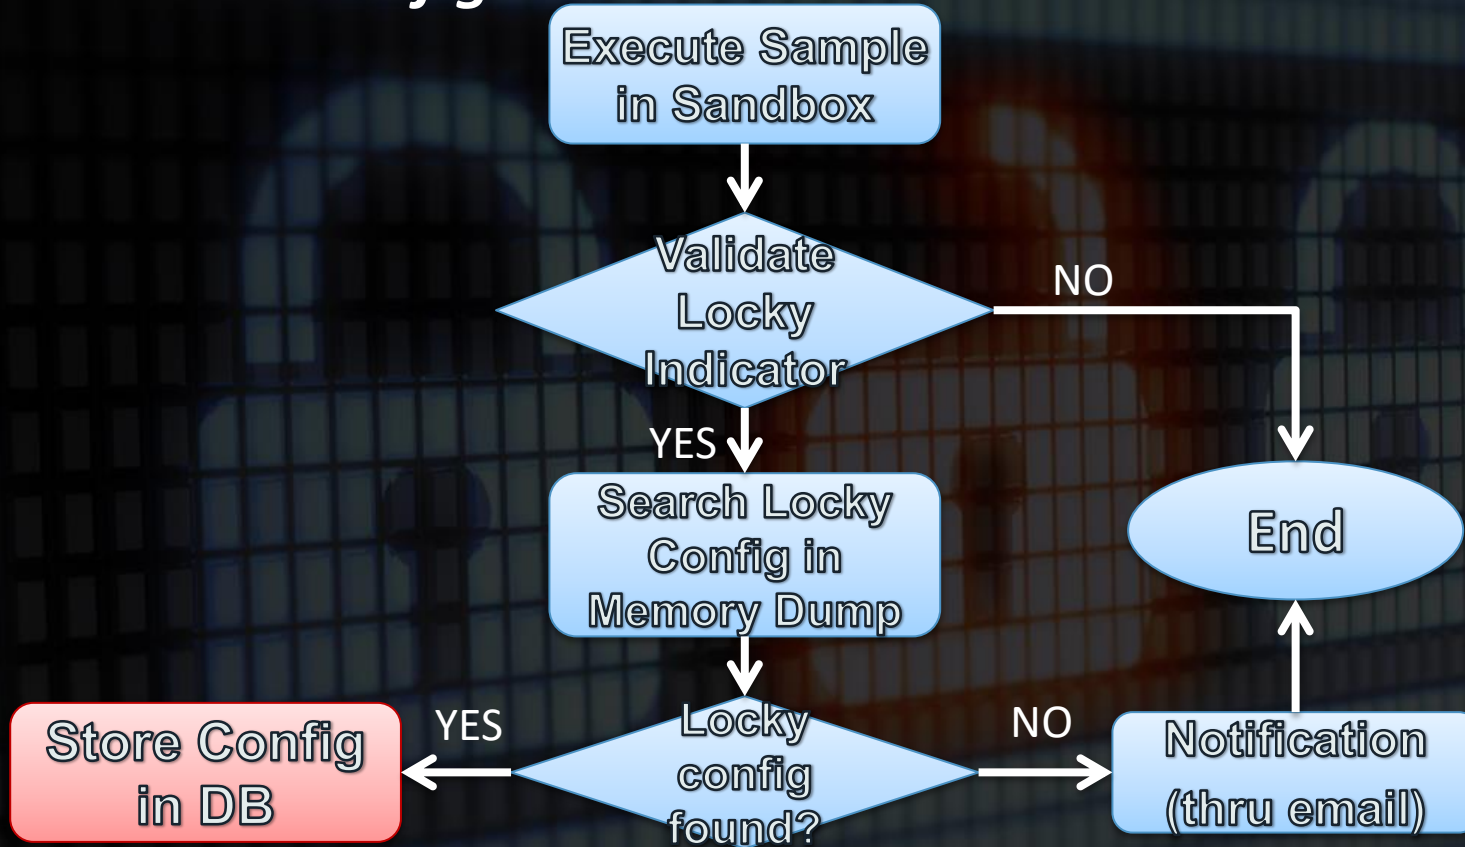 Execute Sample
in Sandbox
Validate
Locky
Indicator
NO
YES
Search Locky
Config in
Memory Dump
End
Locky
config
found?
YES
NO
Store Config
in DB
Notification
(thru email)